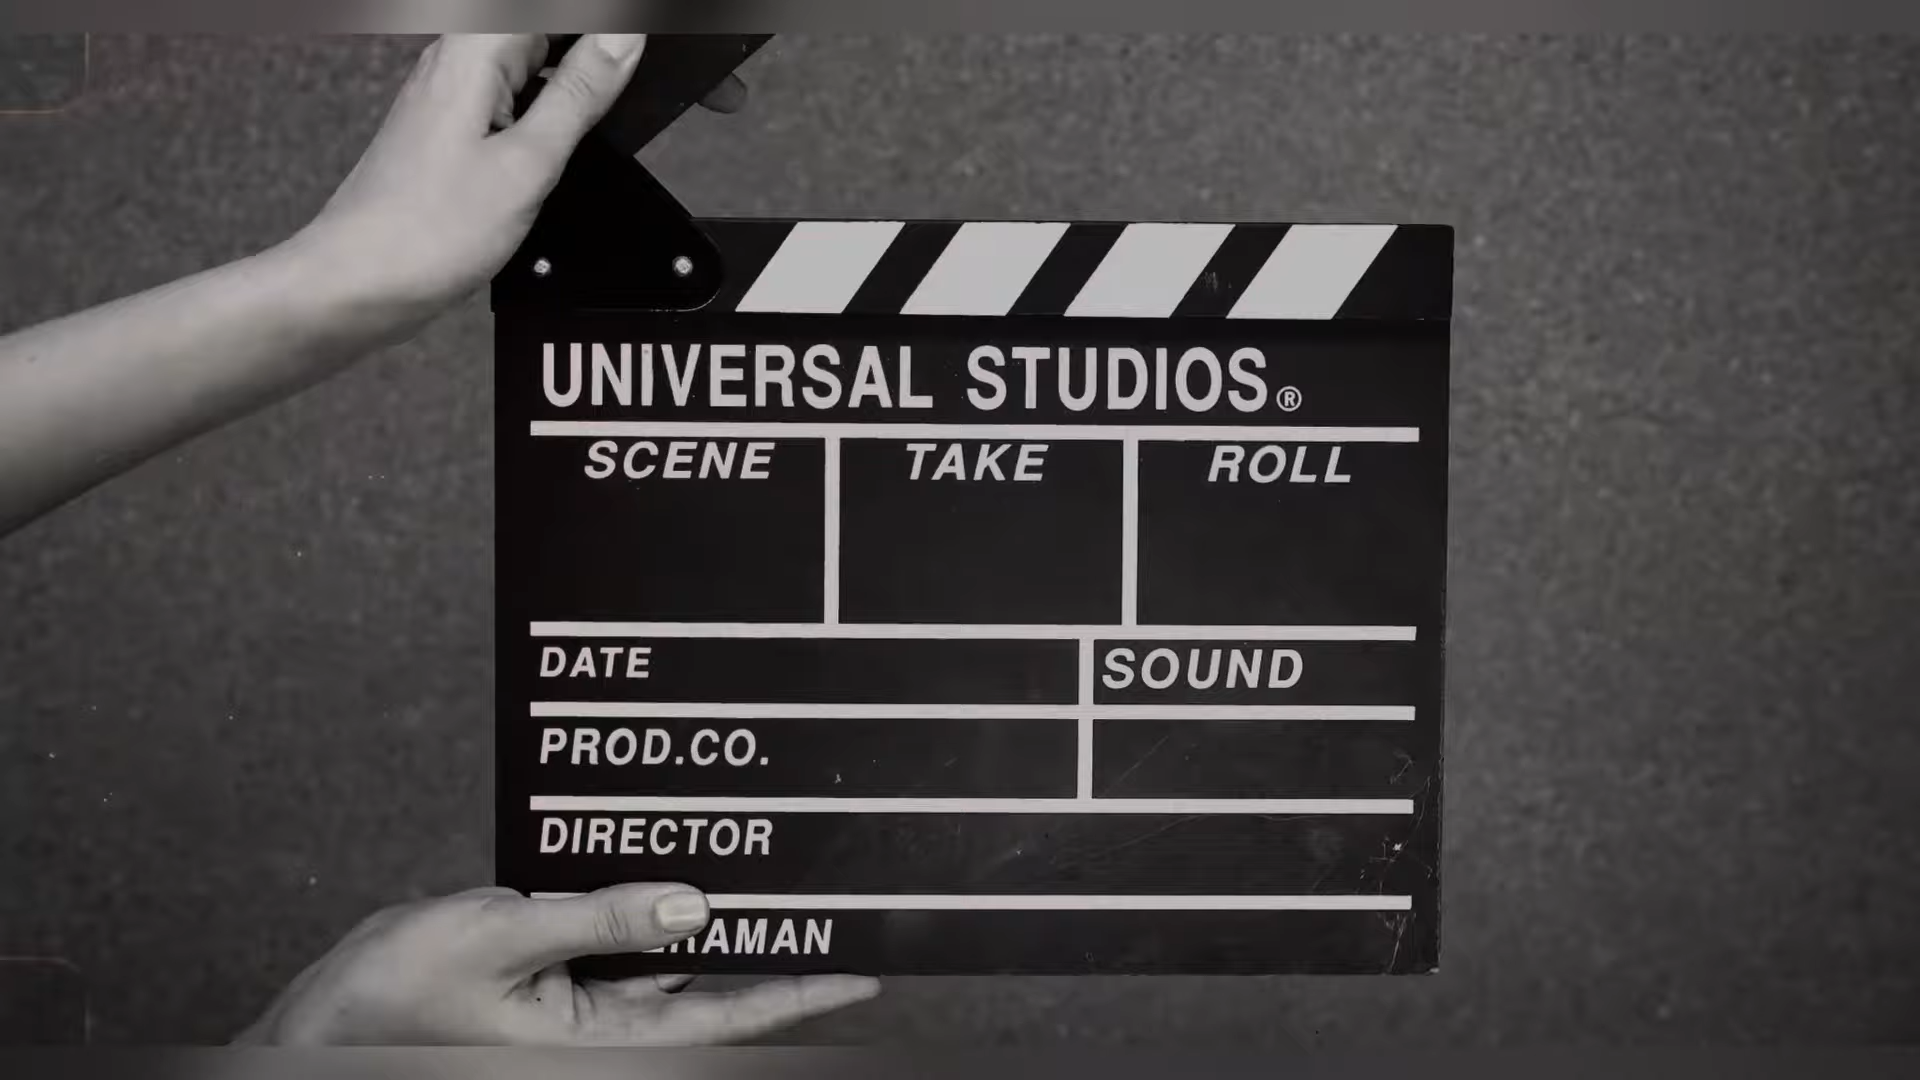 UNIVERSAL STUDIOS®
SCENE TAKE ROLL
DATE SOUND
PROD.CO.
DIRECTOR